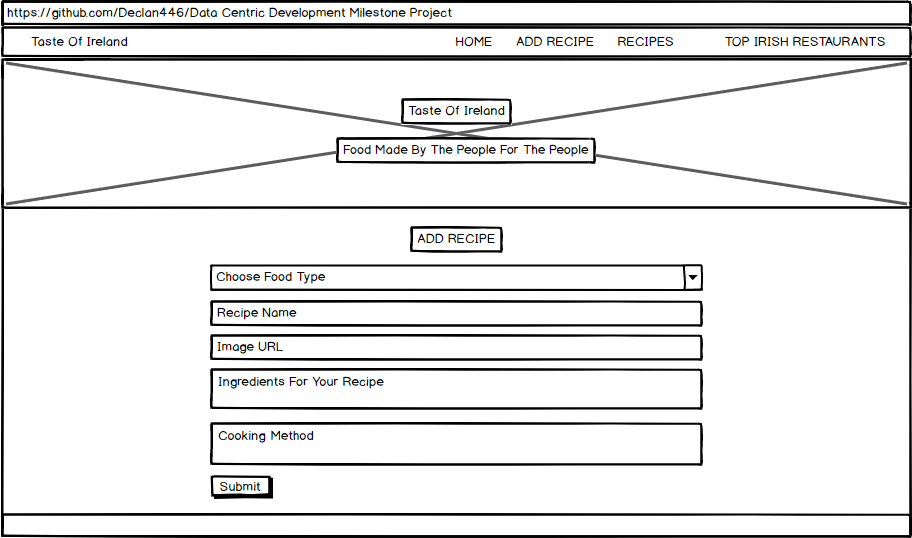 https://github.com/Declan446/Data Centric Development Milestone Project
Taste Of Ireland HOME ADD RECIPE RECIPES TOP IRISH RESTAURANTS
Taste Of Ireland
Food Made By The People For The People
ADD RECIPE
Choose Food Type
Recipe Name
Image URL
Ingredients For Your Recipe
Cooking Method
Submit